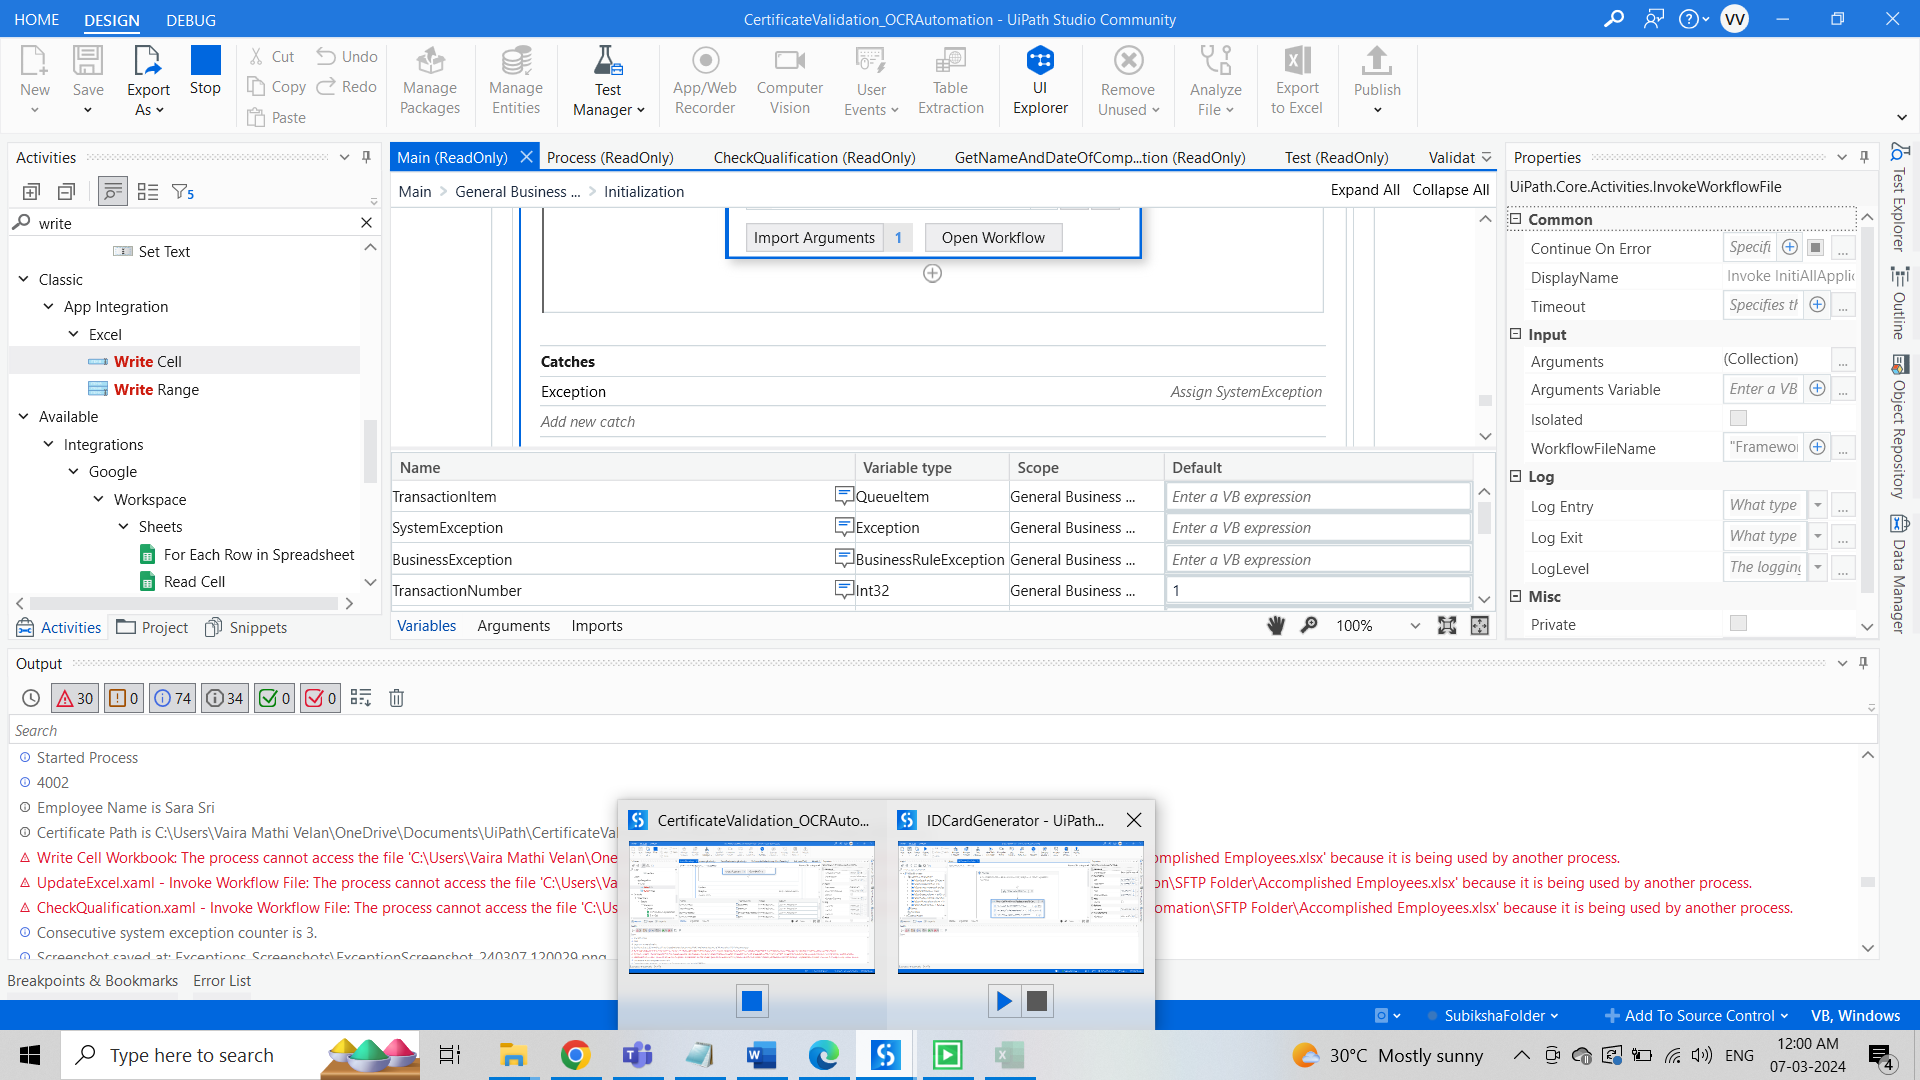 HOME DESIGN DEBUG
CertificateValidation_OCRAutomation - UiPath Studio Community
VV
New Save Export As Stop
Cut Undo
Copy Redo
Paste
Manage Packages
Manage Entities
Test Manager
App/Web Recorder
Computer Vision
User Events
Table Extraction
UI Explorer
Remove Unused
Analyze File
Export to Excel
Publish
Activities
5
write
Set Text
Classic
App Integration
Excel
Write Cell
Write Range
Available
Integrations
Google
Workspace
Sheets
For Each Row in Spreadsheet
Read Cell
Activities Project Snippets
Main (ReadOnly) Process (ReadOnly) CheckQualification (ReadOnly) GetNameAndDateOfComp...tion (ReadOnly) Test (ReadOnly) Validat
Main > General Business ... > Initialization
Expand All Collapse All
Import Arguments 1 Open Workflow
Catches
Exception Assign SystemException
Add new catch
Name Variable type Scope Default
TransactionItem QueueItem General Business ... Enter a VB expression
SystemException Exception General Business ... Enter a VB expression
BusinessException BusinessRuleException General Business ... Enter a VB expression
TransactionNumber Int32 General Business ... 1
Variables Arguments Imports
100%
Properties
UiPath.Core.Activities.InvokeWorkflowFile
Common
Continue On Error Specifi ...
DisplayName Invoke InitiAllApplic
Timeout Specifies th ...
Input
Arguments (Collection) ...
Arguments Variable Enter a VB ...
Isolated
WorkflowFileName "Framewor ...
Log
Log Entry What type ...
Log Exit What type ...
LogLevel The logging ...
Misc
Private
Test Explorer
Outline
Object Repository
Data Manager
Output
30 0 74 34 0 0
Search
Started Process
4002
Employee Name is Sara Sri
Certificate Path is C:\Users\Vaira Mathi Velan\OneDrive\Documents\UiPath\CertificateVal
Write Cell Workbook: The process cannot access the file 'C:\Users\Vaira Mathi Velan\One complished Employees.xlsx' because it is being used by another process.
UpdateExcel.xaml - Invoke Workflow File: The process cannot access the file 'C:\Users\Va n\SFTP Folder\Accomplished Employees.xlsx' because it is being used by another process.
CheckQualification.xaml - Invoke Workflow File: The process cannot access the file 'C:\Us omation\SFTP Folder\Accomplished Employees.xlsx' because it is being used by another process.
Consecutive system exception counter is 3.
Screenshot saved at: Exceptions_Screenshots\ExceptionScreenshot_240307.120029.png
CertificateValidation_OCRAuto...
IDCardGenerator - UiPath...
Breakpoints & Bookmarks Error List
SubikshaFolder Add To Source Control VB, Windows
Type here to search
30°C Mostly sunny
ENG
12:00 AM
07-03-2024
4